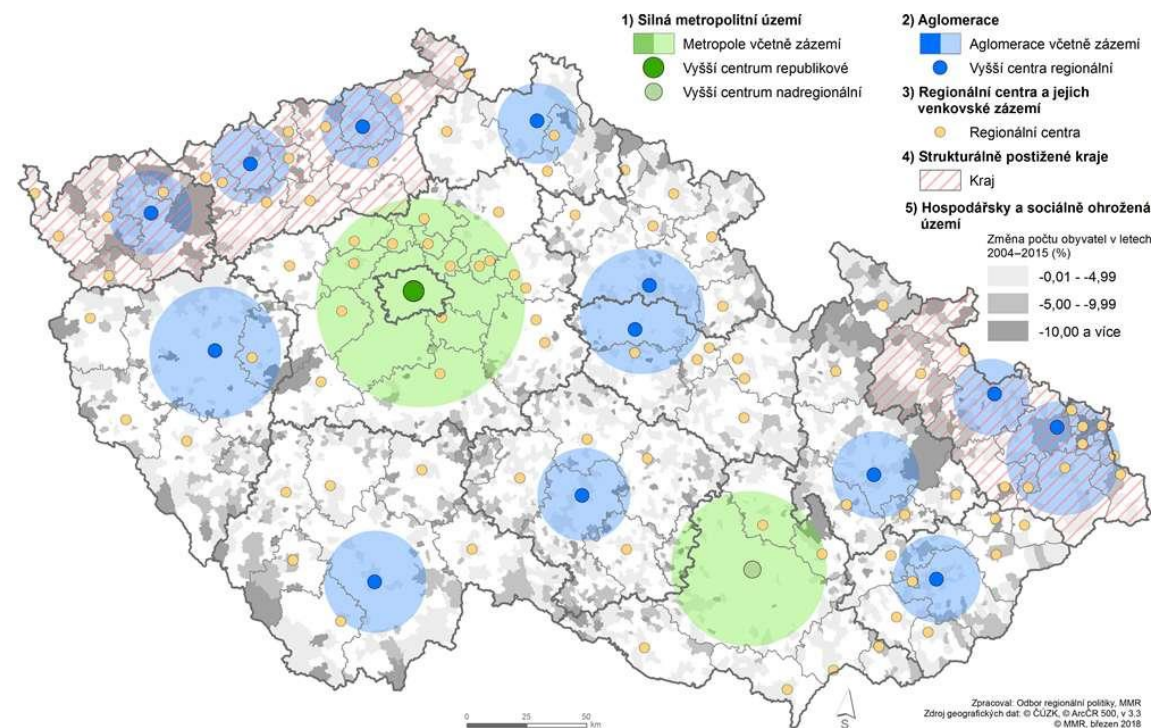 1) Silná metropolitní území
Metropole včetně zázemí
Vyšší centrum republikové
Vyšší centrum nadregionální
2) Aglomerace
Aglomerace včetně zázemí
Vyšší centra regionální
3) Regionální centra a jejich
venkovské zázemí
Regionální centra
4) Strukturálně postižené kraje
Kraj
5) Hospodářsky a sociálně ohrožená
území
Změna počtu obyvatel v letech
2004–2015 (%)
-0,01 - -4,99
-5,00 - -9,99
-10,00 a více
0 25 50
km
S
Zpracoval: Odbor regionální politiky, MMR
Zdroj geografických dat: © ČÚZK, © ArcČR 500, v 3.3
© MMR, březen 2018